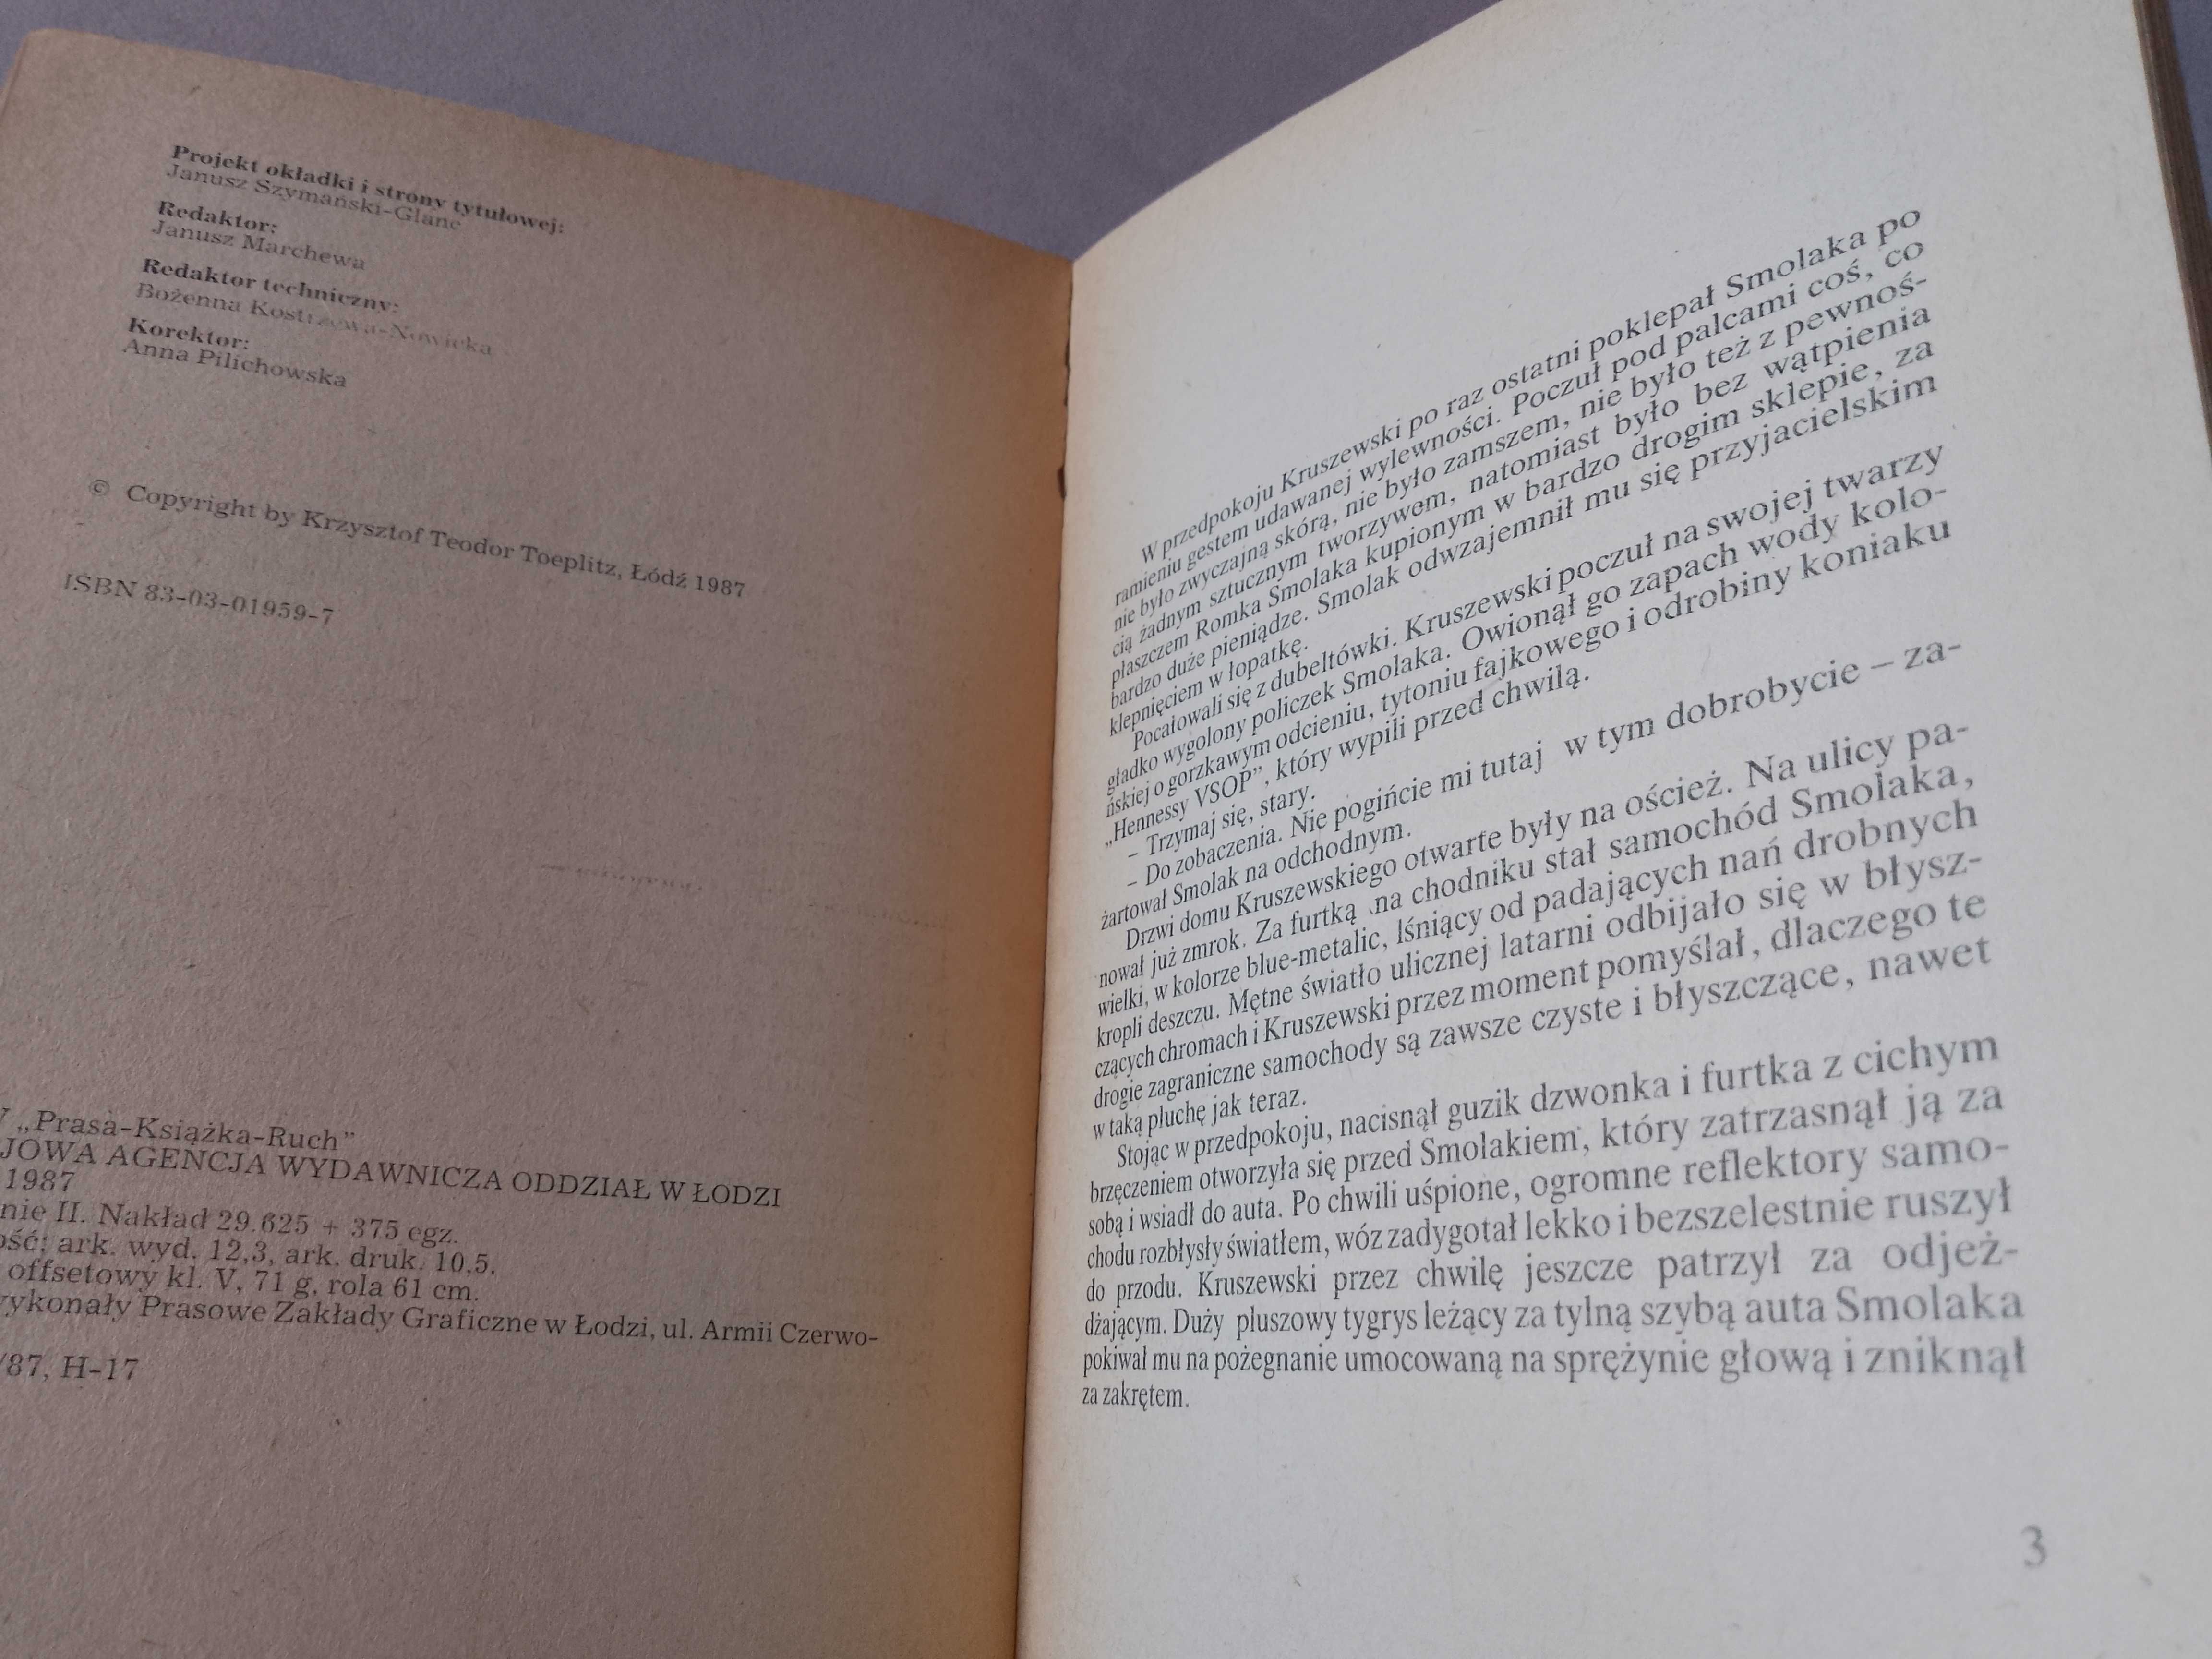 Projekt okładki i strony tytułowej:
Janusz Szymański-Glanc
Redaktor:
Janusz Marchewa
Redaktor techniczny:
Bożenna Kostrzewa-Nowicka
Korektor:
Anna Pilichowska
© Copyright by Krzysztof Teodor Toeplitz, Łódź 1987
ISBN 83-03-01959-7
„Prasa-Książka-Ruch”
JOWA AGENCJA WYDAWNICZA ODDZIAŁ W ŁODZI
1987
nie II. Nakład 29.625 + 375 egz.
ość: ark. wyd. 12,3, ark. druk. 10,5.
offsetowy kl. V, 71 g, rola 61 cm.
wykonały Prasowe Zakłady Graficzne w Łodzi, ul. Armii Czerwo-
/87, H-17
W przedpokoju Kruszewski po raz ostatni poklepał Smolaka po
ramieniu gestem udawanej wylewności. Poczuł pod palcami coś, co
nie było zwyczajną skórą, nie było zamszem, nie było też z pewnoś-
cią żadnym sztucznym tworzywem, natomiast było bez wątpienia
płaszczem Romka Smolaka kupionym w bardzo drogim sklepie, za
bardzo duże pieniądze. Smolak odwzajemnił mu się przyjacielskim
klepnięciem w łopatkę.
Pocałowali się z dubeltówki. Kruszewski poczuł na swojej twarzy
gładko wygolony policzek Smolaka. Owionął go zapach wody kolo-
ńskiej o gorzkawym odcieniu, tytoniu fajkowego i odrobiny koniaku
„Hennessy VSOP”, który wypili przed chwilą.
– Trzymaj się, stary.
– Do zobaczenia. Nie pogińcie mi tutaj w tym dobrobycie – za-
żartował Smolak na odchodnym.
Drzwi domu Kruszewskiego otwarte były na oścież. Na ulicy pa-
nował już zmrok. Za furtką na chodniku stał samochód Smolaka,
wielki, w kolorze blue-metalic, lśniący od padających nań drobnych
kropli deszczu. Mętne światło ulicznej latarni odbijało się w błysz-
czących chromach i Kruszewski przez moment pomyślał, dlaczego te
drogie zagraniczne samochody są zawsze czyste i błyszczące, nawet
w taką pluchę jak teraz.
Stojąc w przedpokoju, nacisnął guzik dzwonka i furtka z cichym
brzęczeniem otworzyła się przed Smolakiem, który zatrzasnął ją za
sobą i wsiadł do auta. Po chwili uśpione, ogromne reflektory samo-
chodu rozbłysły światłem, wóz zadygotał lekko i bezszelestnie ruszył
do przodu. Kruszewski przez chwilę jeszcze patrzył za odjeż-
dżającym. Duży pluszowy tygrys leżący za tylną szybą auta Smolaka
pokiwał mu na pożegnanie umocowaną na sprężynie głową i zniknął
za zakrętem.
3